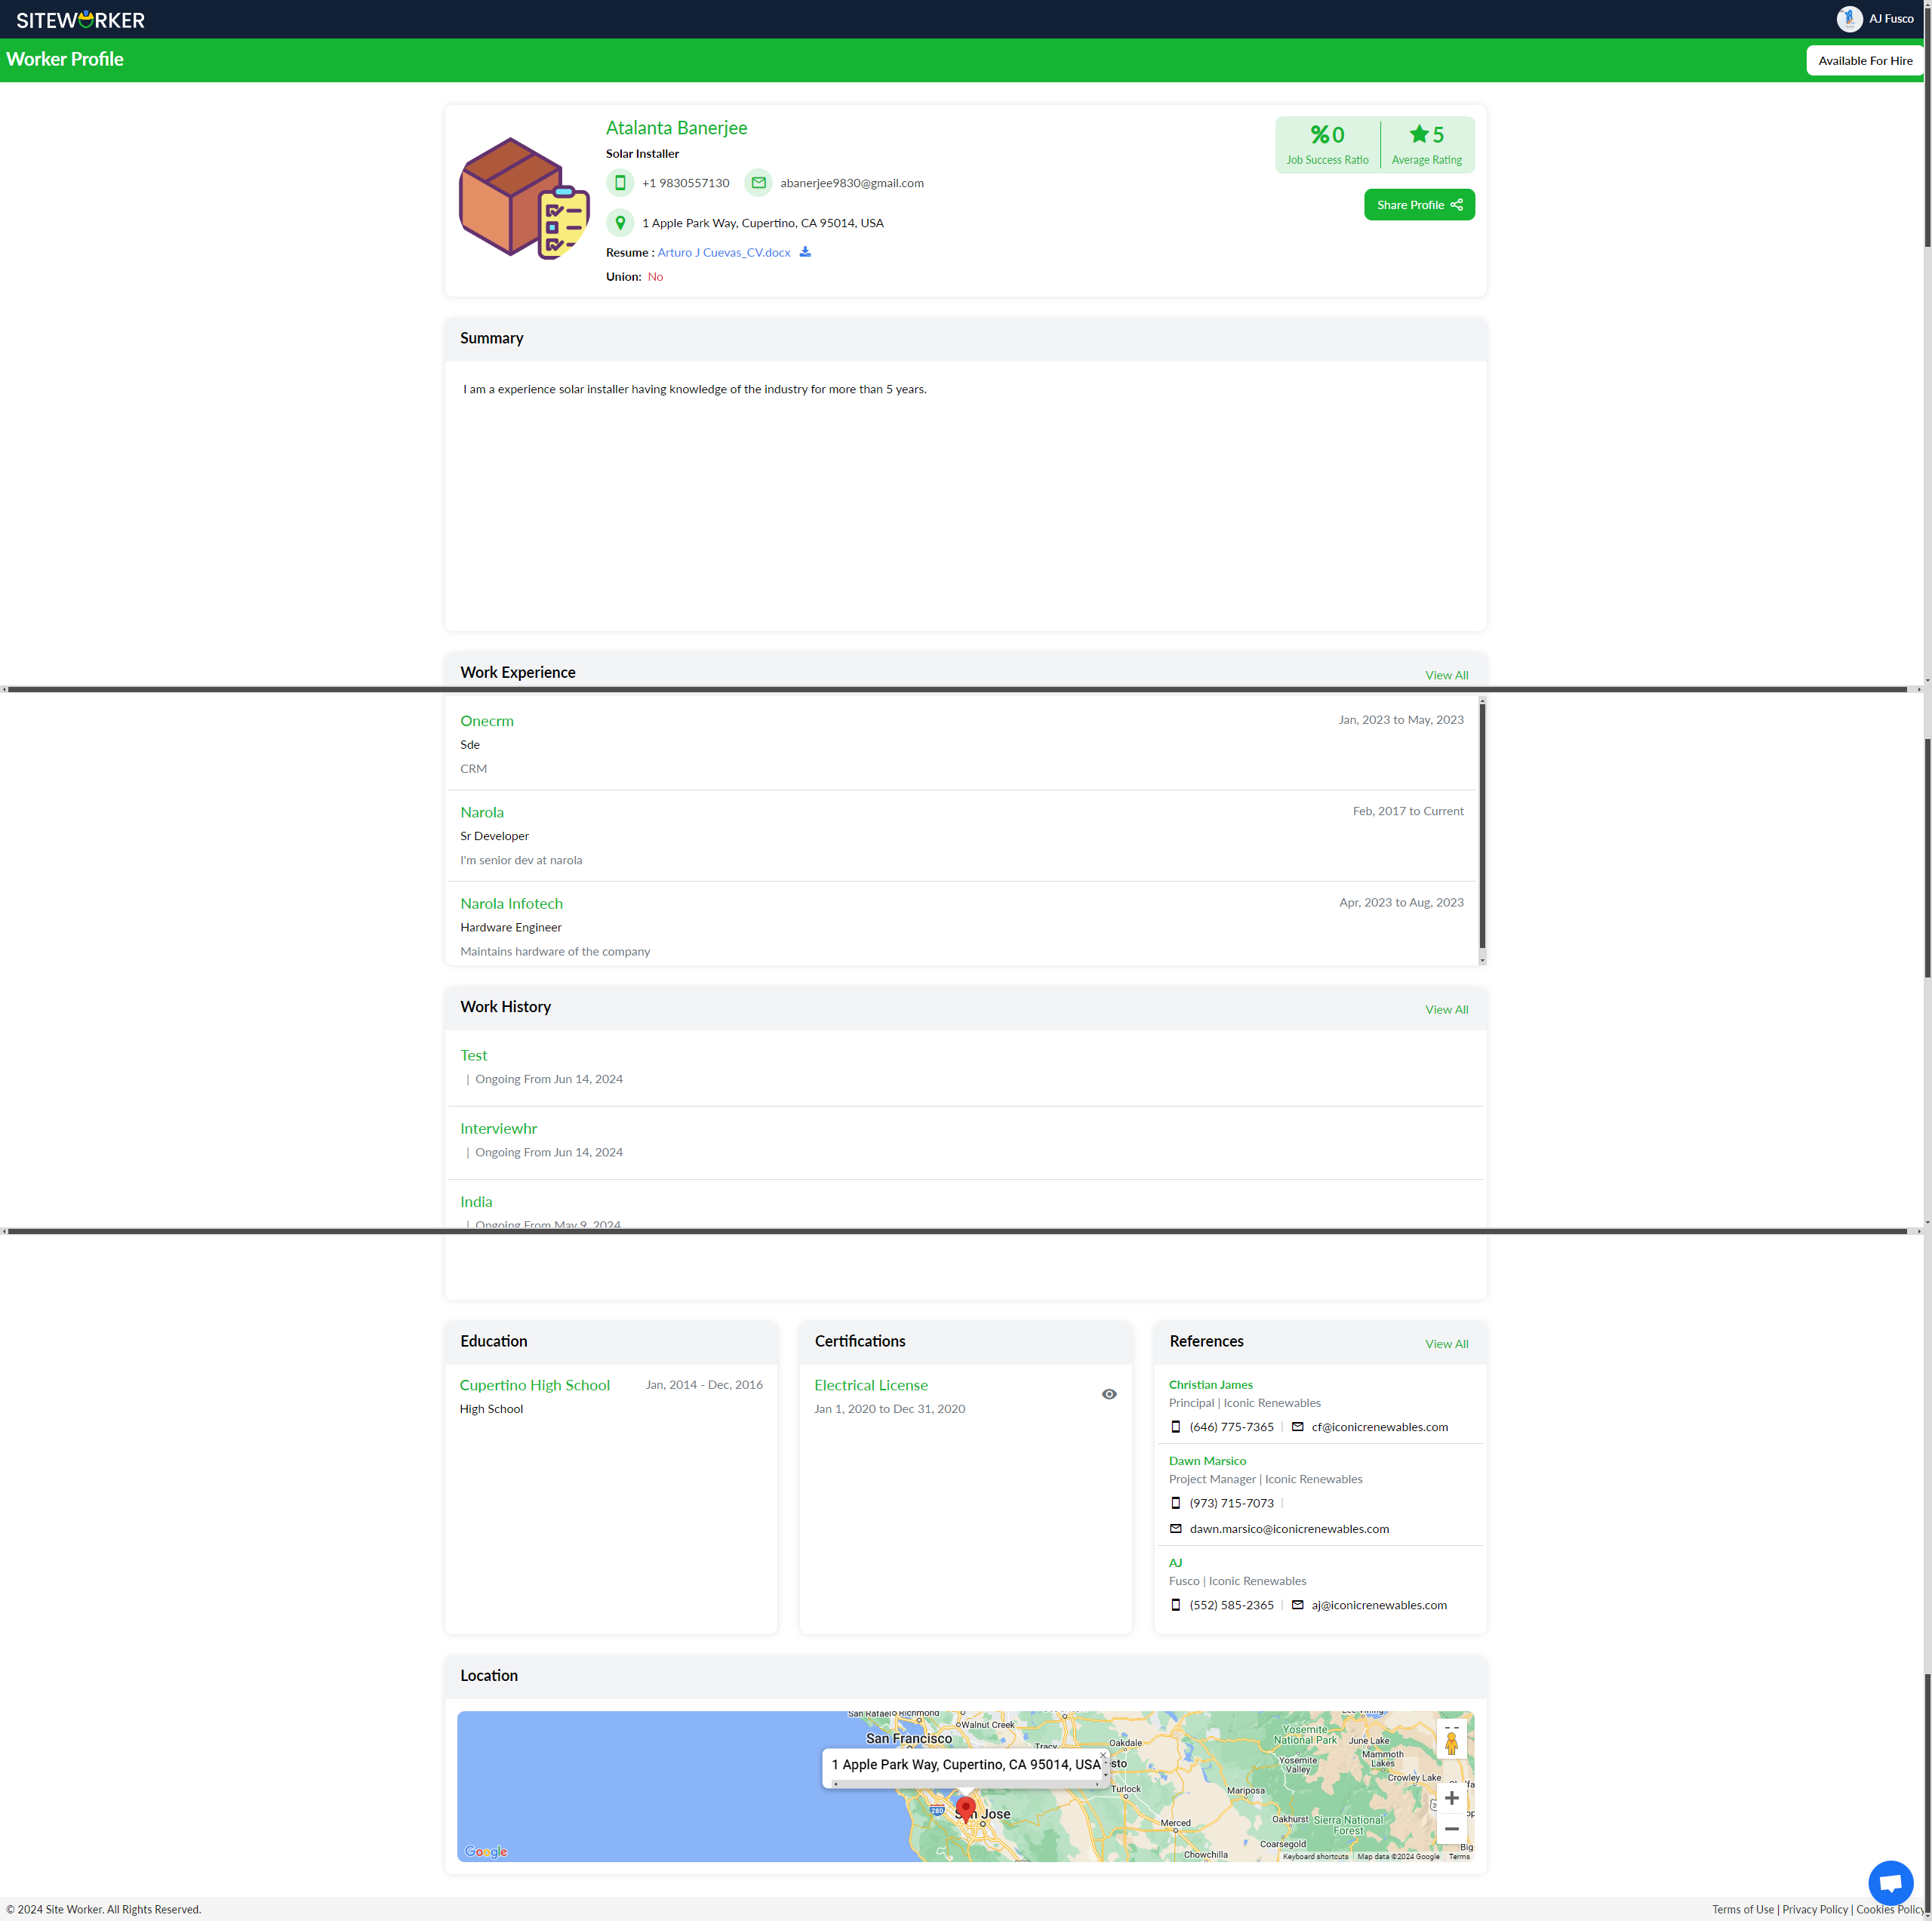 SITEWORKER
AJ Fusco
Worker Profile
Available For Hire
Atalanta Banerjee
Solar Installer
+1 9830557130
abanerjee9830@gmail.com
1 Apple Park Way, Cupertino, CA 95014, USA
Resume : Arturo J Cuevas_CV.docx
Union: No
% 0
Job Success Ratio
5
Average Rating
Share Profile
Summary
I am a experience solar installer having knowledge of the industry for more than 5 years.
Work Experience
View All
Onecrm
Jan, 2023 to May, 2023
Sde
CRM
Narola
Feb, 2017 to Current
Sr Developer
I'm senior dev at narola
Narola Infotech
Apr, 2023 to Aug, 2023
Hardware Engineer
Maintains hardware of the company
Work History
View All
Test
| Ongoing From Jun 14, 2024
Interviewhr
| Ongoing From Jun 14, 2024
India
| Ongoing From May 9, 2024
Education
Cupertino High School
Jan, 2014 - Dec, 2016
High School
Certifications
Electrical License
Jan 1, 2020 to Dec 31, 2020
References
View All
Christian James
Principal | Iconic Renewables
(646) 775-7365 | cf@iconicrenewables.com
Dawn Marsico
Project Manager | Iconic Renewables
(973) 715-7073 |
dawn.marsico@iconicrenewables.com
AJ
Fusco | Iconic Renewables
(552) 585-2365 | aj@iconicrenewables.com
Location
San Rafael
Richmond
Walnut Creek
San Francisco
Tracy
Oakdale
1 Apple Park Way, Cupertino, CA 95014, USA
sto
Turlock
280
San Jose
Merced
Chowchilla
Mariposa
Yosemite
National Park
Yosemite
Valley
Lee Vining
June Lake
Mammoth
Lakes
Crowley Lake
Oakhurst
Sierra National
Forest
Coarsegold
Big
Google
Keyboard shortcuts
Map data ©2024 Google
Terms
© 2024 Site Worker. All Rights Reserved.
Terms of Use | Privacy Policy | Cookies Policy